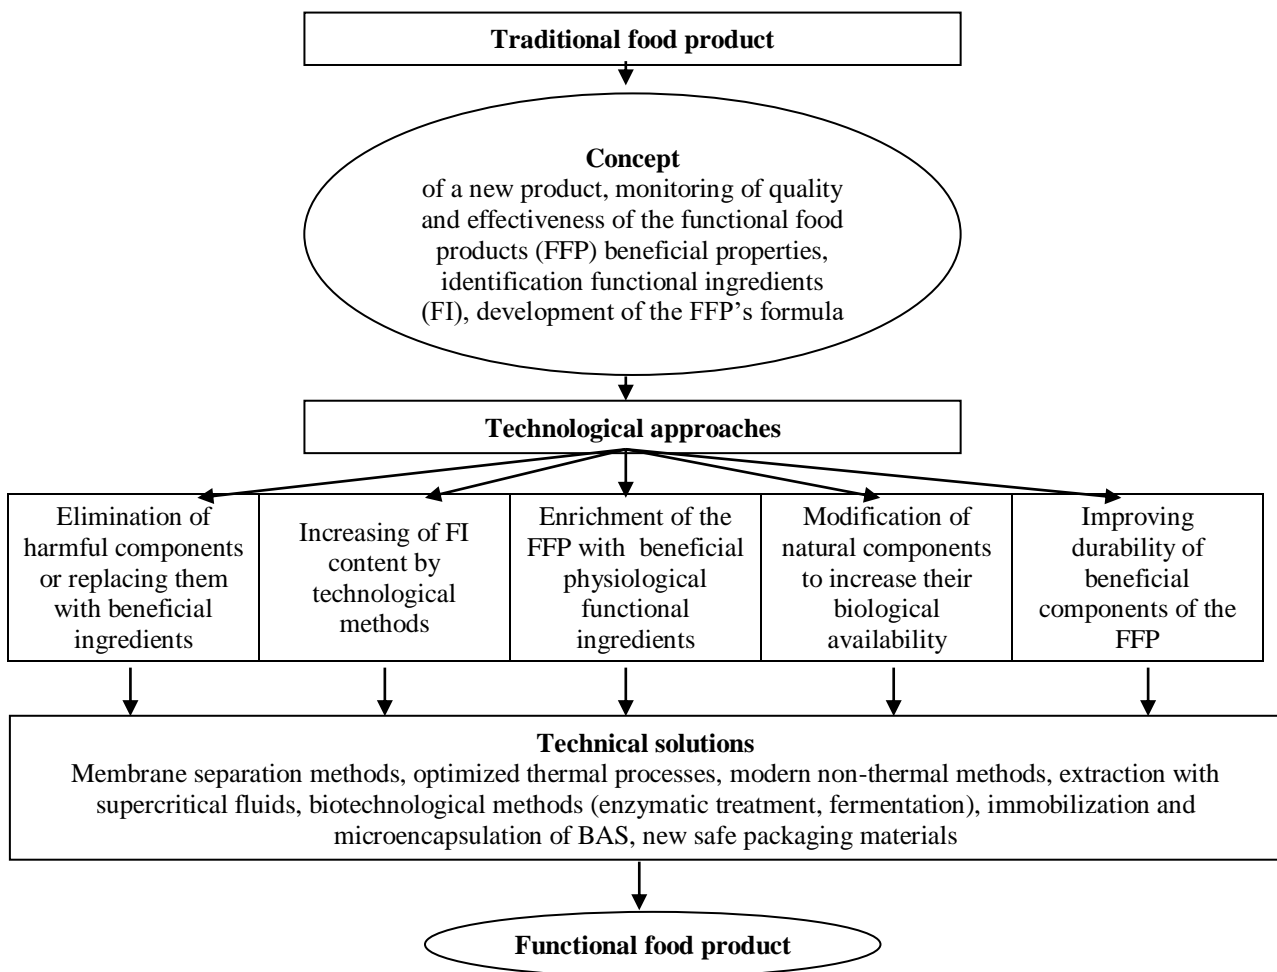 Traditional food product
Concept
of a new product, monitoring of quality
and effectiveness of the functional food
products (FFP) beneficial properties,
identification functional ingredients
(FI), development of the FFP’s formula
Technological approaches
Elimination of
harmful components
or replacing them
with beneficial
ingredients
Increasing of FI
content by
technological
methods
Enrichment of the
FFP with beneficial
physiological
functional
ingredients
Modification of
natural components
to increase their
biological
availability
Improving
durability of
beneficial
components of the
FFP
Technical solutions
Membrane separation methods, optimized thermal processes, modern non-thermal methods, extraction with
supercritical fluids, biotechnological methods (enzymatic treatment, fermentation), immobilization and
microencapsulation of BAS, new safe packaging materials
Functional food product